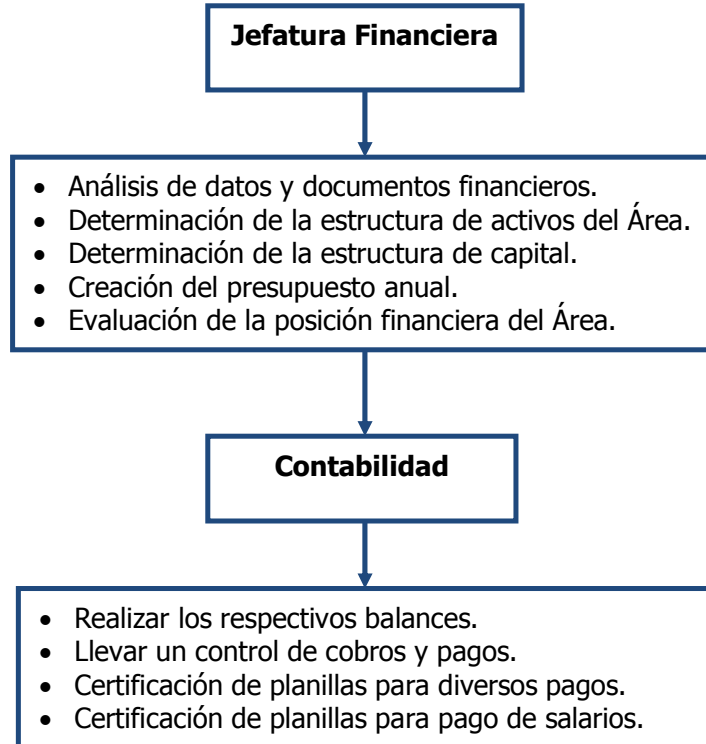 Jefatura Financiera
• Análisis de datos y documentos financieros.
• Determinación de la estructura de activos del Área.
• Determinación de la estructura de capital.
• Creación del presupuesto anual.
• Evaluación de la posición financiera del Área.
Contabilidad
• Realizar los respectivos balances.
• Llevar un control de cobros y pagos.
• Certificación de planillas para diversos pagos.
• Certificación de planillas para pago de salarios.